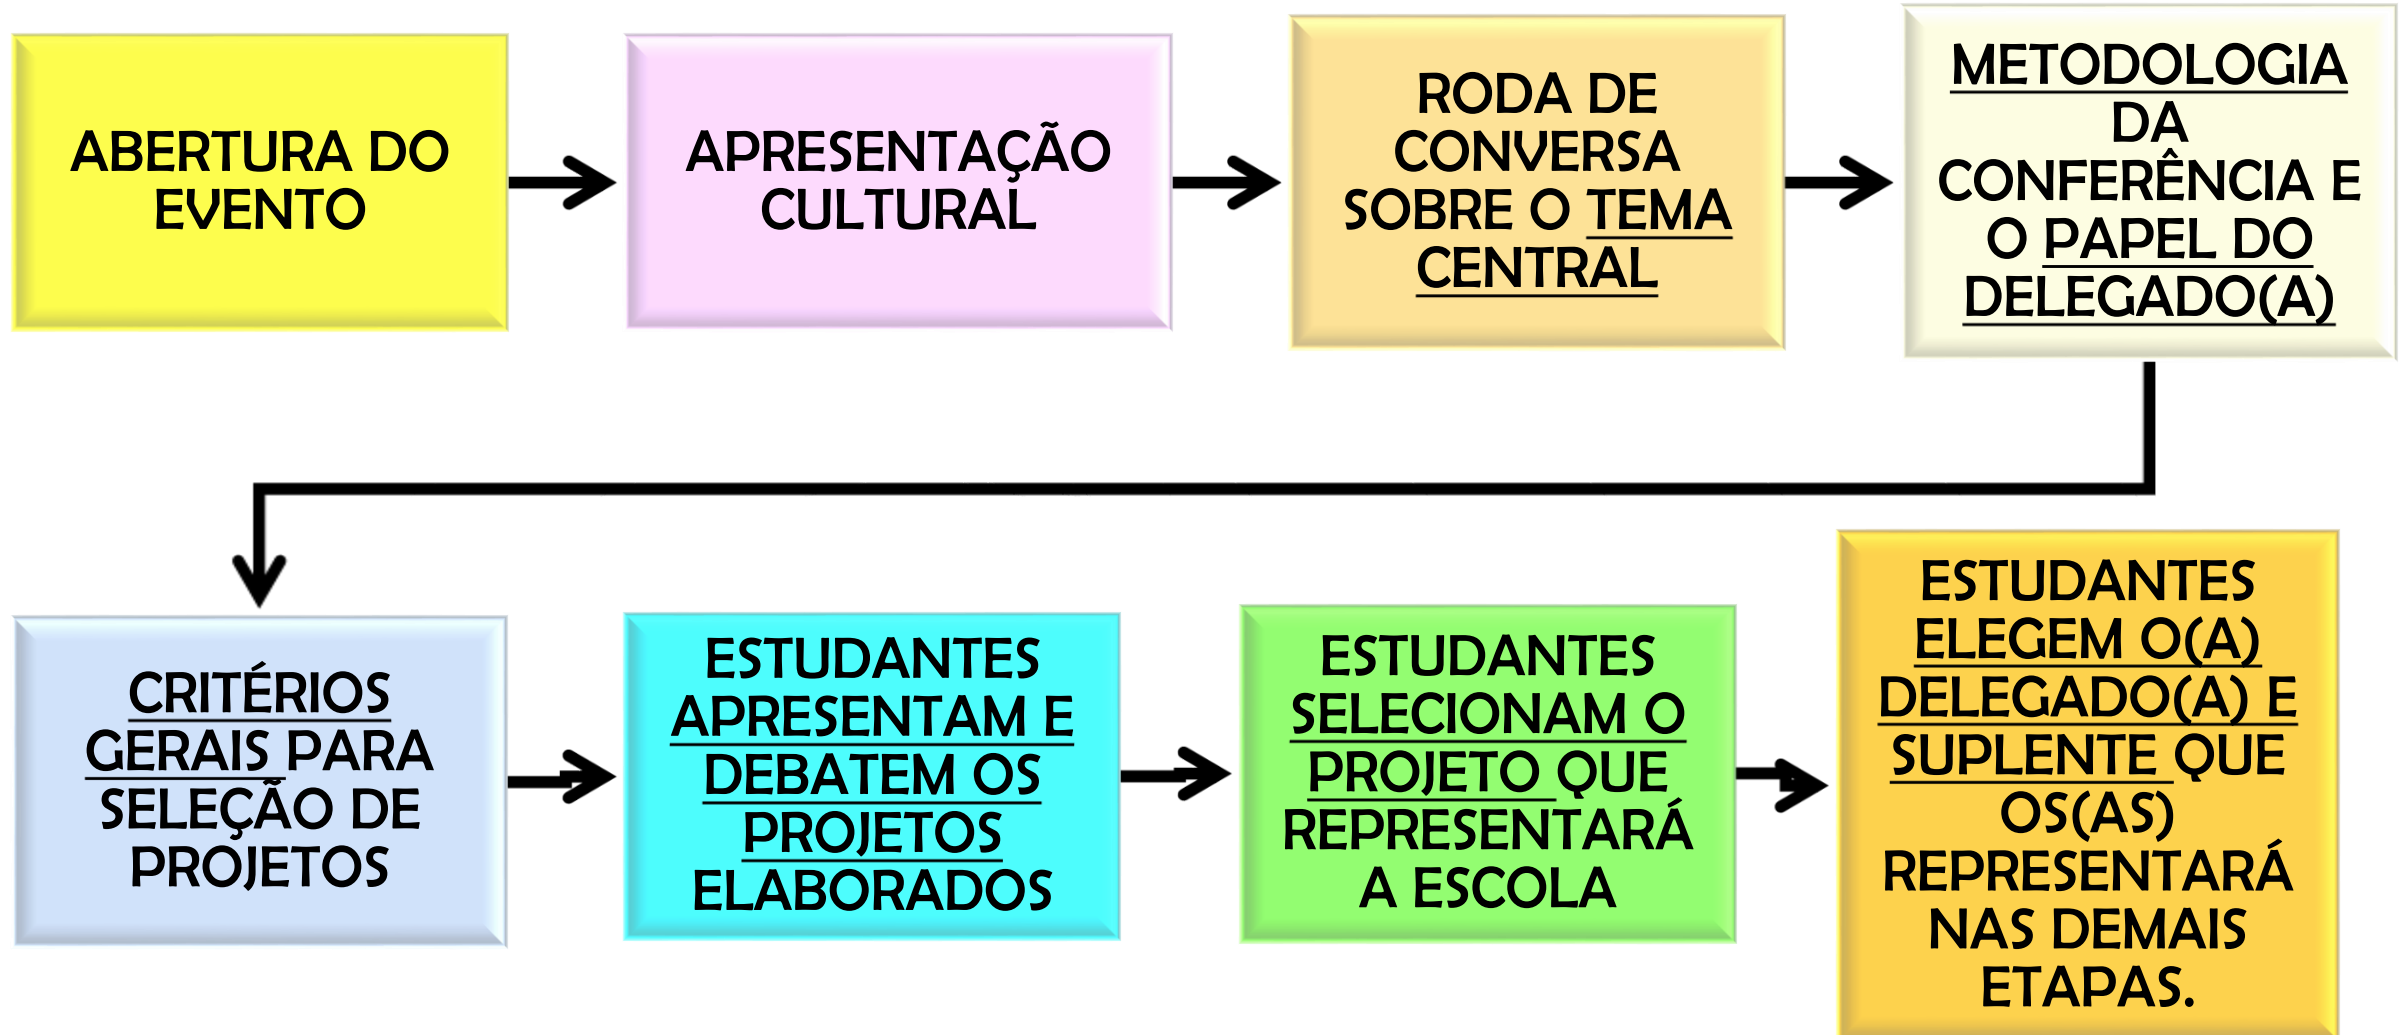 ABERTURA DO
EVENTO
APRESENTAÇÃO
CULTURAL
RODA DE
CONVERSA
SOBRE O TEMA
CENTRAL
METODOLOGIA
DA
CONFERÊNCIA E
O PAPEL DO
DELEGADO(A)
CRITÉRIOS
GERAIS PARA
SELEÇÃO DE
PROJETOS
ESTUDANTES
APRESENTAM E
DEBATEM OS
PROJETOS
ELABORADOS
ESTUDANTES
SELECIONAM O
PROJETO QUE
REPRESENTARÁ
A ESCOLA
ESTUDANTES
ELEGEM O(A)
DELEGADO(A) E
SUPLENTE QUE
OS(AS)
REPRESENTARÁ
NAS DEMAIS
ETAPAS.